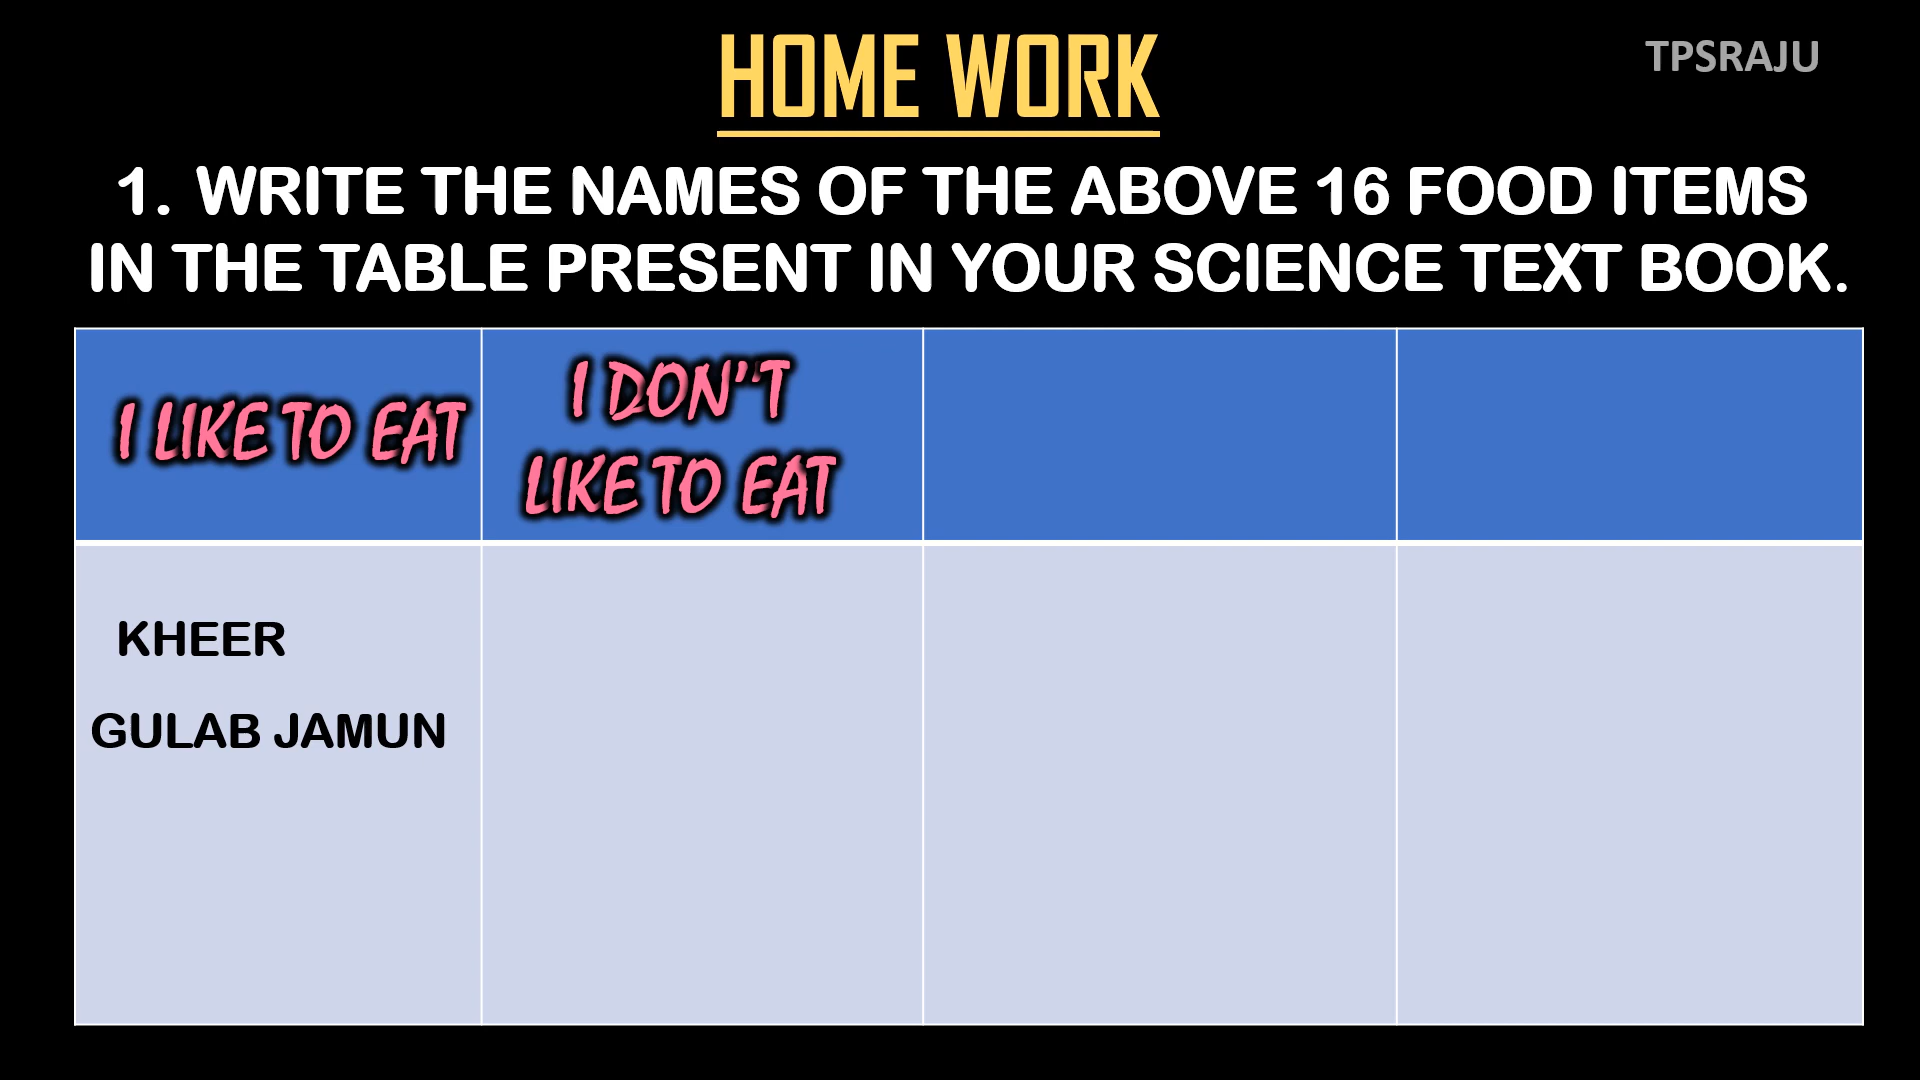 HOME WORK
TPSRAJU
1. WRITE THE NAMES OF THE ABOVE 16 FOOD ITEMS
IN THE TABLE PRESENT IN YOUR SCIENCE TEXT BOOK.
I LIKE TO EAT
I DON'T
LIKE TO EAT
KHEER
GULAB JAMUN